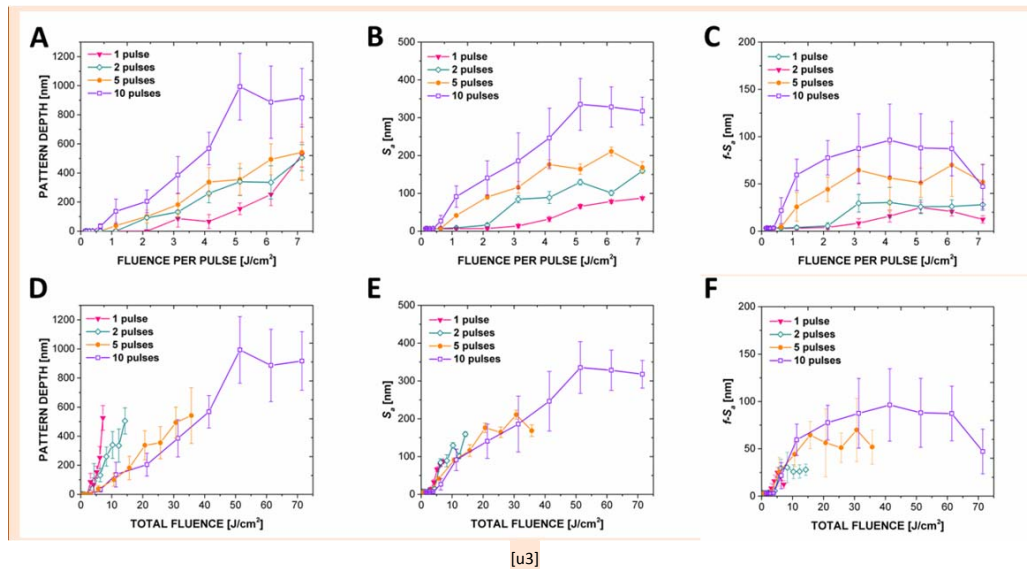 A
1 pulse
2 pulses
5 pulses
10 pulses
PATTERN DEPTH [nm]
1200
1000
800
600
400
200
0
0 1 2 3 4 5 6 7
FLUENCE PER PULSE [J/cm²]
B
1 pulse
2 pulses
5 pulses
10 pulses
Sₐ [nm]
500
400
300
200
100
0
0 1 2 3 4 5 6 7
FLUENCE PER PULSE [J/cm²]
C
1 pulse
2 pulses
5 pulses
10 pulses
f-Sₐ [nm]
200
150
100
50
0
0 1 2 3 4 5 6 7
FLUENCE PER PULSE [J/cm²]
D
1 pulse
2 pulses
5 pulses
10 pulses
PATTERN DEPTH [nm]
1200
1000
800
600
400
200
0
0 10 20 30 40 50 60 70
TOTAL FLUENCE [J/cm²]
E
1 pulse
2 pulses
5 pulses
10 pulses
Sₐ [nm]
500
400
300
200
100
0
0 10 20 30 40 50 60 70
TOTAL FLUENCE [J/cm²]
F
1 pulse
2 pulses
5 pulses
10 pulses
f-Sₐ [nm]
200
150
100
50
0
0 10 20 30 40 50 60 70
TOTAL FLUENCE [J/cm²]
[u3]